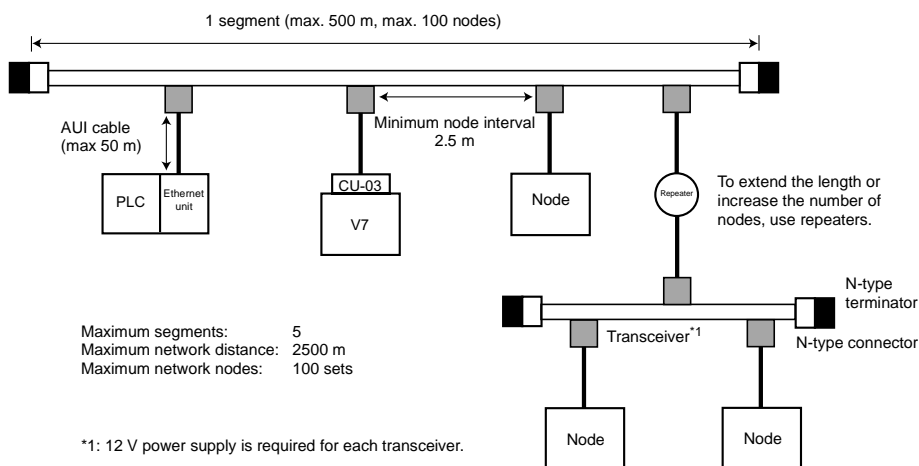 1 segment (max. 500 m, max. 100 nodes)
AUI cable
(max 50 m)
Minimum node interval
2.5 m
PLC
Ethernet
unit
CU-03
V7
Node
Repeater
To extend the length or
increase the number of
nodes, use repeaters.
N-type
terminator
Transceiver*1
N-type connector
Maximum segments: 5
Maximum network distance: 2500 m
Maximum network nodes: 100 sets
Node
Node
*1: 12 V power supply is required for each transceiver.